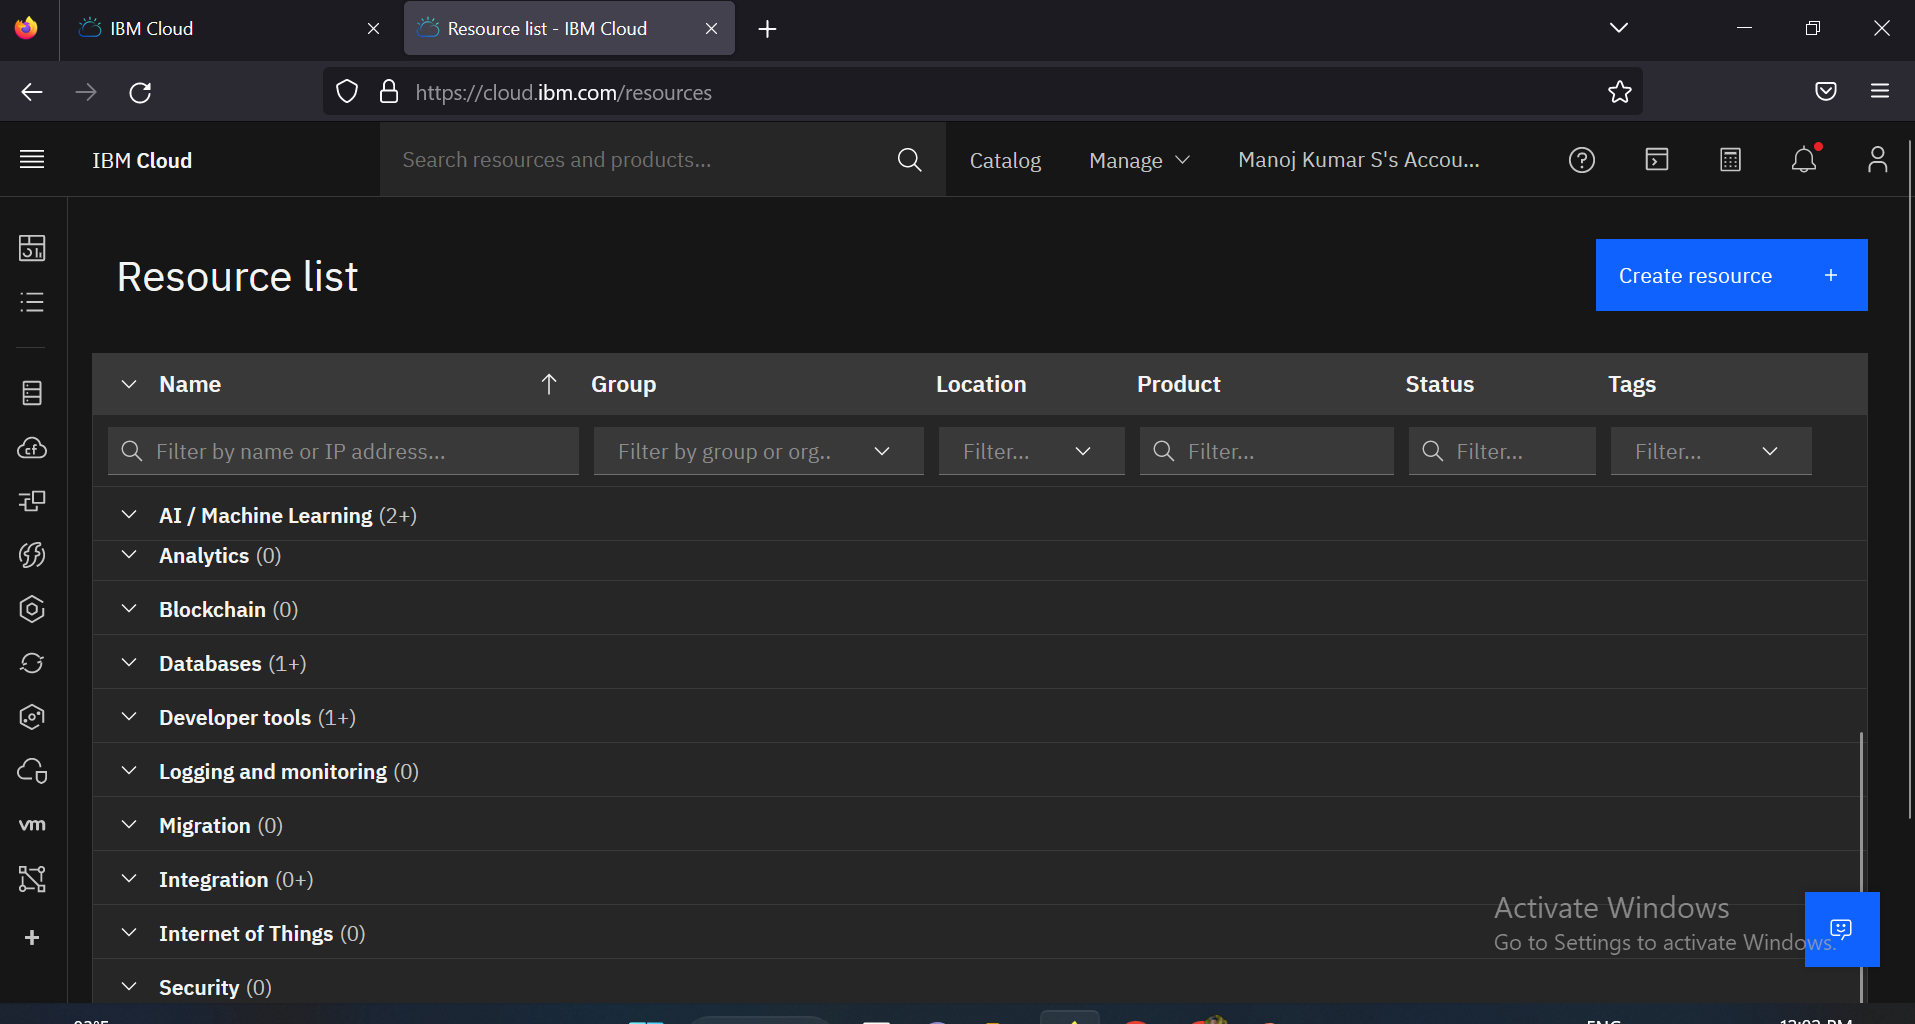 IBM Cloud
Resource list - IBM Cloud
https://cloud.ibm.com/resources
IBM Cloud
Search resources and products...
Catalog
Manage
Manoj Kumar S's Accou...
Resource list
Create resource +
Name
Group
Location
Product
Status
Tags
Filter by name or IP address...
Filter by group or org..
Filter...
Filter...
Filter...
Filter...
AI / Machine Learning (2+)
Analytics (0)
Blockchain (0)
Databases (1+)
Developer tools (1+)
Logging and monitoring (0)
Migration (0)
Integration (0+)
Internet of Things (0)
Security (0)
cf
vm
Activate Windows
Go to Settings to activate Windows.